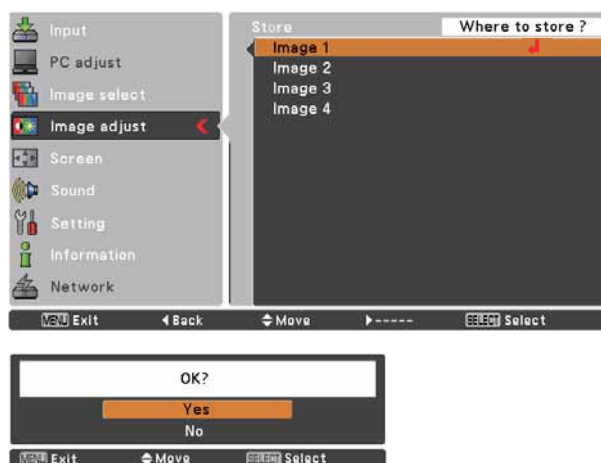 Input
PC adjust
Image select
Image adjust
Screen
Sound
Setting
Information
Network
Store
Where to store ?
Image 1
Image 2
Image 3
Image 4
MENU Exit Back Move ----- SELECT Select
OK?
Yes
No
MENU Exit Move SELECT Select